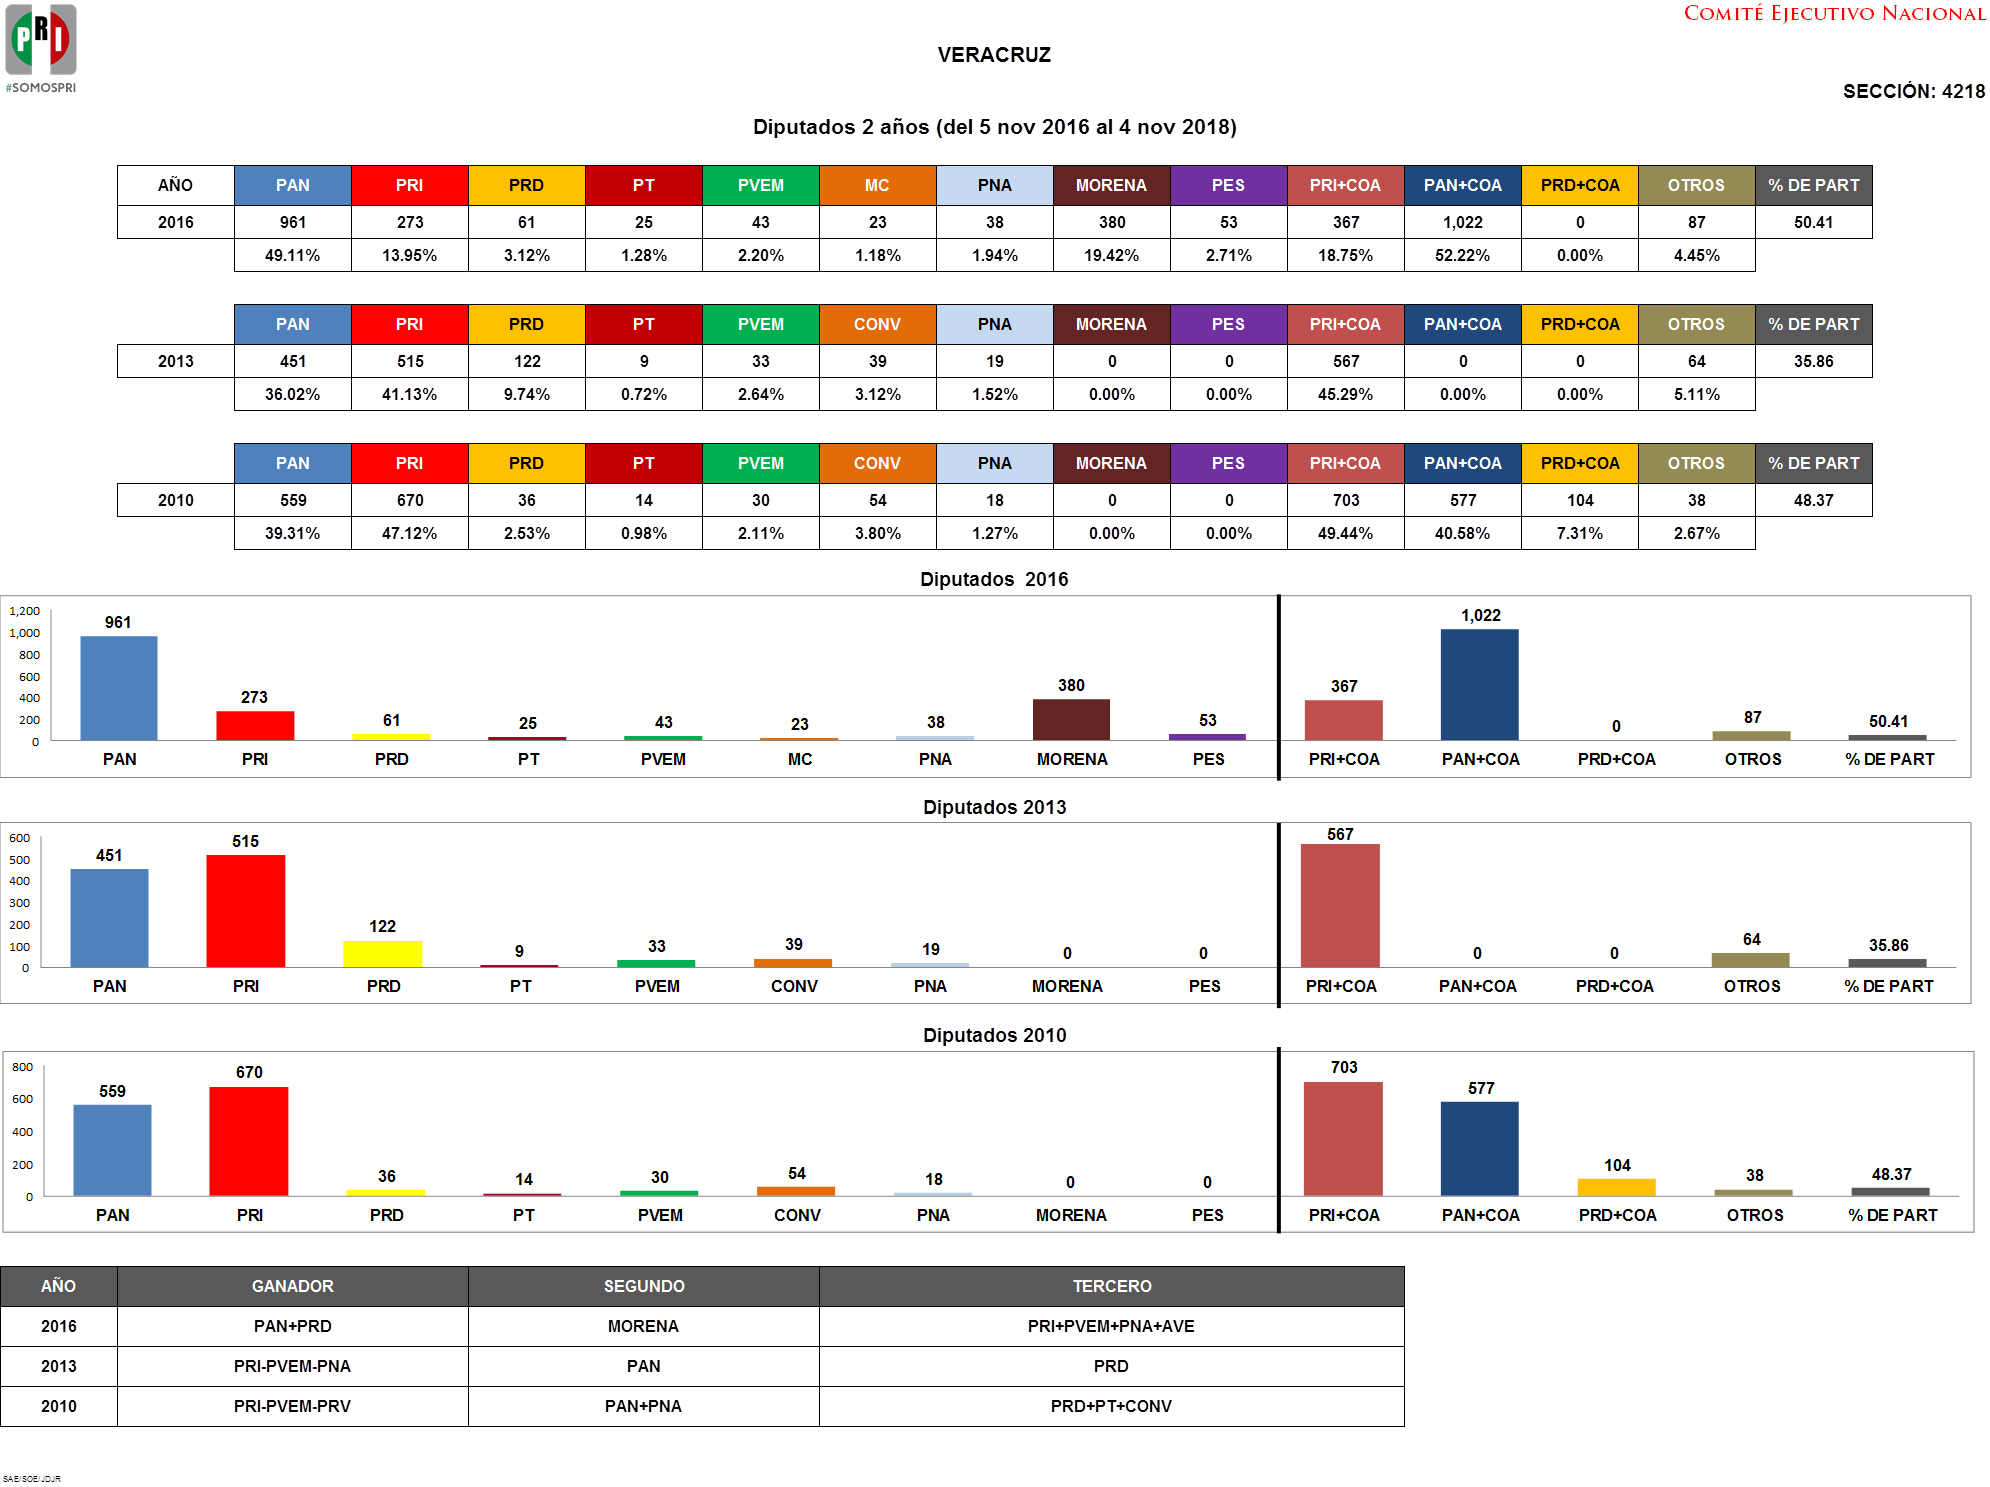 PRI
#SOMOSPRI
COMITÉ EJECUTIVO NACIONAL
VERACRUZ
SECCIÓN: 4218
Diputados 2 años (del 5 nov 2016 al 4 nov 2018)
AÑO PAN PRI PRD PT PVEM MC PNA MORENA PES PRI+COA PAN+COA PRD+COA OTROS % DE PART
2016 961 273 61 25 43 23 38 380 53 367 1,022 0 87 50.41
49.11% 13.95% 3.12% 1.28% 2.20% 1.18% 1.94% 19.42% 2.71% 18.75% 52.22% 0.00% 4.45%
PAN PRI PRD PT PVEM CONV PNA MORENA PES PRI+COA PAN+COA PRD+COA OTROS % DE PART
2013 451 515 122 9 33 39 19 0 0 567 0 0 64 35.86
36.02% 41.13% 9.74% 0.72% 2.64% 3.12% 1.52% 0.00% 0.00% 45.29% 0.00% 0.00% 5.11%
PAN PRI PRD PT PVEM CONV PNA MORENA PES PRI+COA PAN+COA PRD+COA OTROS % DE PART
2010 559 670 36 14 30 54 18 0 0 703 577 104 38 48.37
39.31% 47.12% 2.53% 0.98% 2.11% 3.80% 1.27% 0.00% 0.00% 49.44% 40.58% 7.31% 2.67%
Diputados 2016
1,200
1,000
800
600
400
200
0
961 273 61 25 43 23 38 380 53 367 1,022 0 87 50.41
PAN PRI PRD PT PVEM MC PNA MORENA PES PRI+COA PAN+COA PRD+COA OTROS % DE PART
Diputados 2013
600
500
400
300
200
100
0
451 515 122 9 33 39 19 0 0 567 0 0 64 35.86
PAN PRI PRD PT PVEM CONV PNA MORENA PES PRI+COA PAN+COA PRD+COA OTROS % DE PART
Diputados 2010
800
600
400
200
0
559 670 36 14 30 54 18 0 0 703 577 104 38 48.37
PAN PRI PRD PT PVEM CONV PNA MORENA PES PRI+COA PAN+COA PRD+COA OTROS % DE PART
AÑO GANADOR SEGUNDO TERCERO
2016 PAN+PRD MORENA PRI+PVEM+PNA+AVE
2013 PRI-PVEM-PNA PAN PRD
2010 PRI-PVEM-PRV PAN+PNA PRD+PT+CONV
SAE/SOE/JDJR